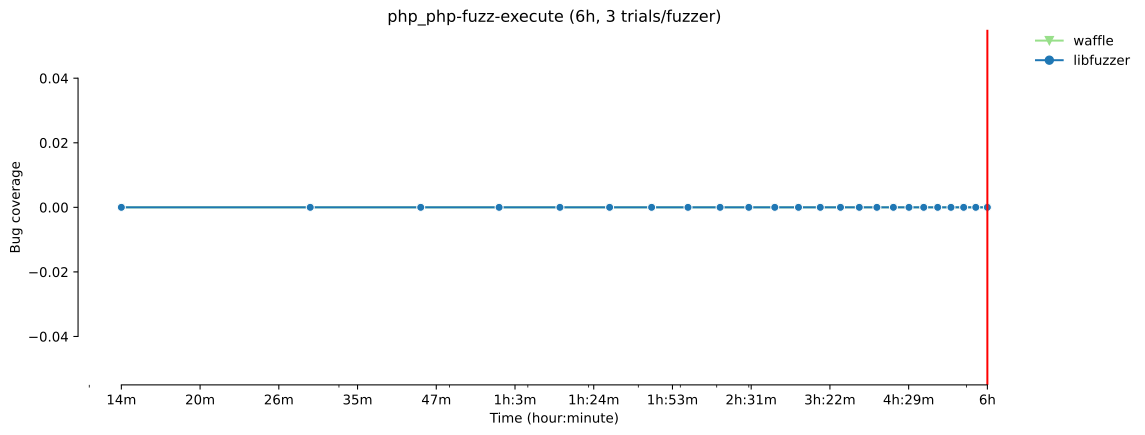 php_php-fuzz-execute (6h, 3 trials/fuzzer)
waffle
libfuzzer
0.04
0.02
0.00
−0.02
−0.04
Bug coverage
14m 20m 26m 35m 47m 1h:3m 1h:24m 1h:53m 2h:31m 3h:22m 4h:29m 6h
Time (hour:minute)